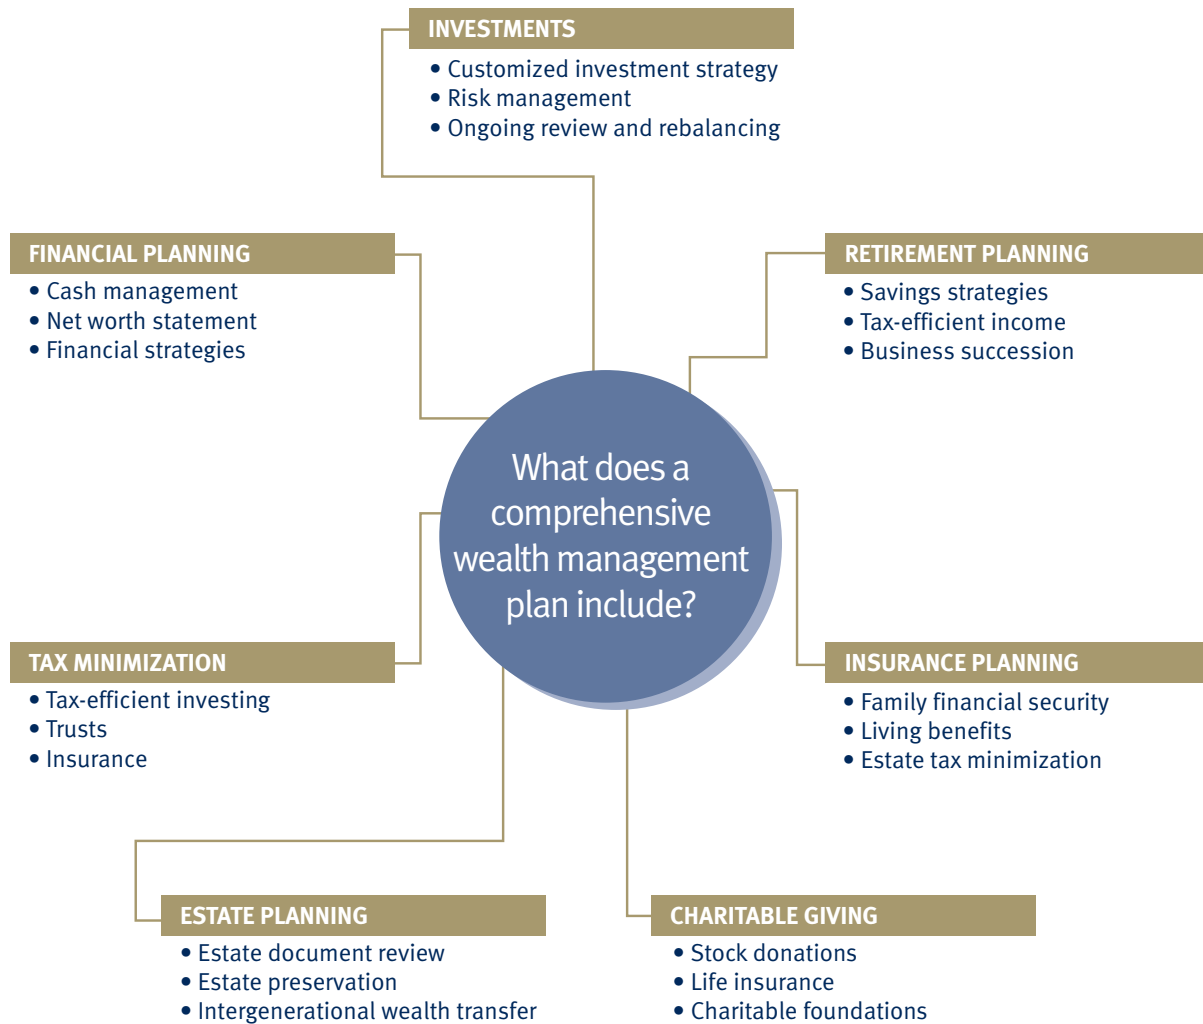 INVESTMENTS
• Customized investment strategy
• Risk management
• Ongoing review and rebalancing
FINANCIAL PLANNING
• Cash management
• Net worth statement
• Financial strategies
RETIREMENT PLANNING
• Savings strategies
• Tax-efficient income
• Business succession
What does a
comprehensive
wealth management
plan include?
TAX MINIMIZATION
• Tax-efficient investing
• Trusts
• Insurance
INSURANCE PLANNING
• Family financial security
• Living benefits
• Estate tax minimization
ESTATE PLANNING
• Estate document review
• Estate preservation
• Intergenerational wealth transfer
CHARITABLE GIVING
• Stock donations
• Life insurance
• Charitable foundations